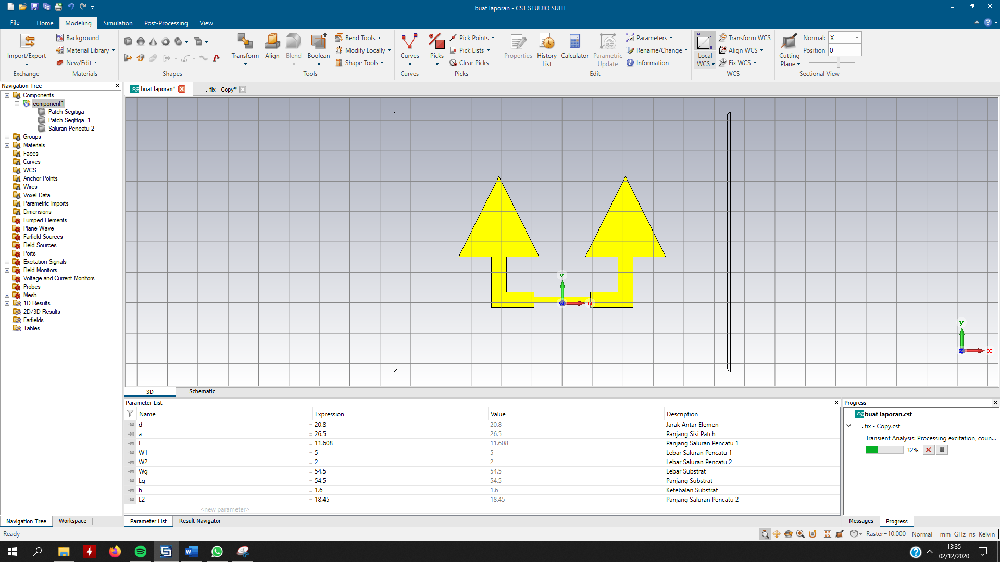 buat laporan - CST STUDIO SUITE
File Home Modeling Simulation Post-Processing View
Import/Export
Exchange
Background
Material Library
New/Edit
Materials
Shapes
Transform
Align
Blend
Boolean
Bend Tools
Modify Locally
Shape Tools
Tools
Curves
Curves
Picks
Pick Points
Pick Lists
Clear Picks
Picks
Properties
History
List
Calculator
Parametric
Update
Parameters
Rename/Change
Information
Edit
Local
WCS
Transform WCS
Align WCS
Fix WCS
WCS
Cutting
Plane
Normal: X
Position: 0
Sectional View
Navigation Tree
Components
component1
Patch Segitiga
Patch Segitiga_1
Saluran Pencatu 2
Groups
Materials
Faces
Curves
WCS
Anchor Points
Wires
Voxel Data
Parametric Imports
Dimensions
Lumped Elements
Plane Wave
Farfield Sources
Field Sources
Ports
Excitation Signals
Field Monitors
Voltage and Current Monitors
Probes
Mesh
1D Results
2D/3D Results
Farfields
Tables
Navigation Tree Workspace
buat laporan* . fix - Copy*
v
w u
y
z x
3D Schematic
Parameter List
Name Expression Value Description
d = 20.8 20.8 Jarak Antar Elemen
a = 26.5 26.5 Panjang Sisi Patch
L = 11.608 11.608 Panjang Saluran Pencatu 1
W1 = 5 5 Lebar Saluran Pencatu 1
W2 = 2 2 Lebar Saluran Pencatu 2
Wg = 54.5 54.5 Lebar Substrat
Lg = 54.5 54.5 Panjang Substrat
h = 1.6 1.6 Ketebalan Substrat
L2 = 18.45 18.45 Panjang Saluran Pencatu 2
<new parameter>
Parameter List Result Navigator
Progress
buat laporan.cst
. fix - Copy.cst
Transient Analysis: Processing excitation, coun...
32%
Messages Progress
Ready
Raster=10.000 Normal mm GHz ns Kelvin
13:35
02/12/2020